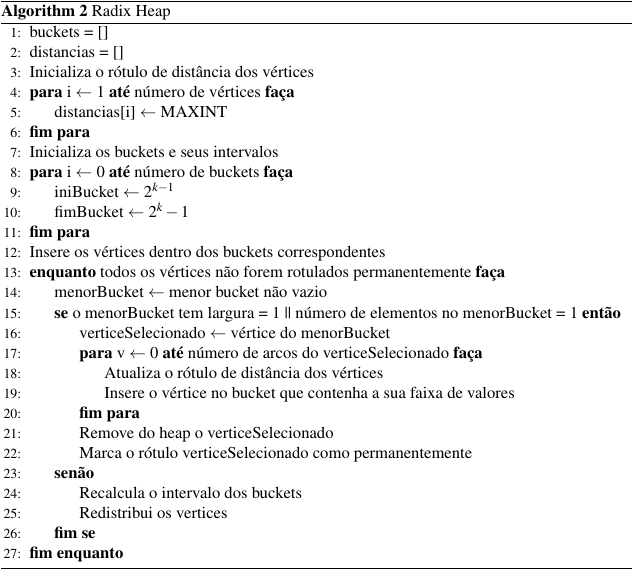 Algorithm 2 Radix Heap
1: buckets = []
2: distancias = []
3: Inicializa o rótulo de distância dos vértices
4: para i ← 1 até número de vértices faça
5: distancias[i] ← MAXINT
6: fim para
7: Inicializa os buckets e seus intervalos
8: para i ← 0 até número de buckets faça
9: iniBucket ← 2^{k−1}
10: fimBucket ← 2^k − 1
11: fim para
12: Insere os vértices dentro dos buckets correspondentes
13: enquanto todos os vértices não forem rotulados permanentemente faça
14: menorBucket ← menor bucket não vazio
15: se o menorBucket tem largura = 1 || número de elementos no menorBucket = 1 então
16: verticeSelecionado ← vértice do menorBucket
17: para v ← 0 até número de arcos do verticeSelecionado faça
18: Atualiza o rótulo de distância dos vértices
19: Insere o vértice no bucket que contenha a sua faixa de valores
20: fim para
21: Remove do heap o verticeSelecionado
22: Marca o rótulo verticeSelecionado como permanentemente
23: senão
24: Recalcula o intervalo dos buckets
25: Redistribui os vertices
26: fim se
27: fim enquanto